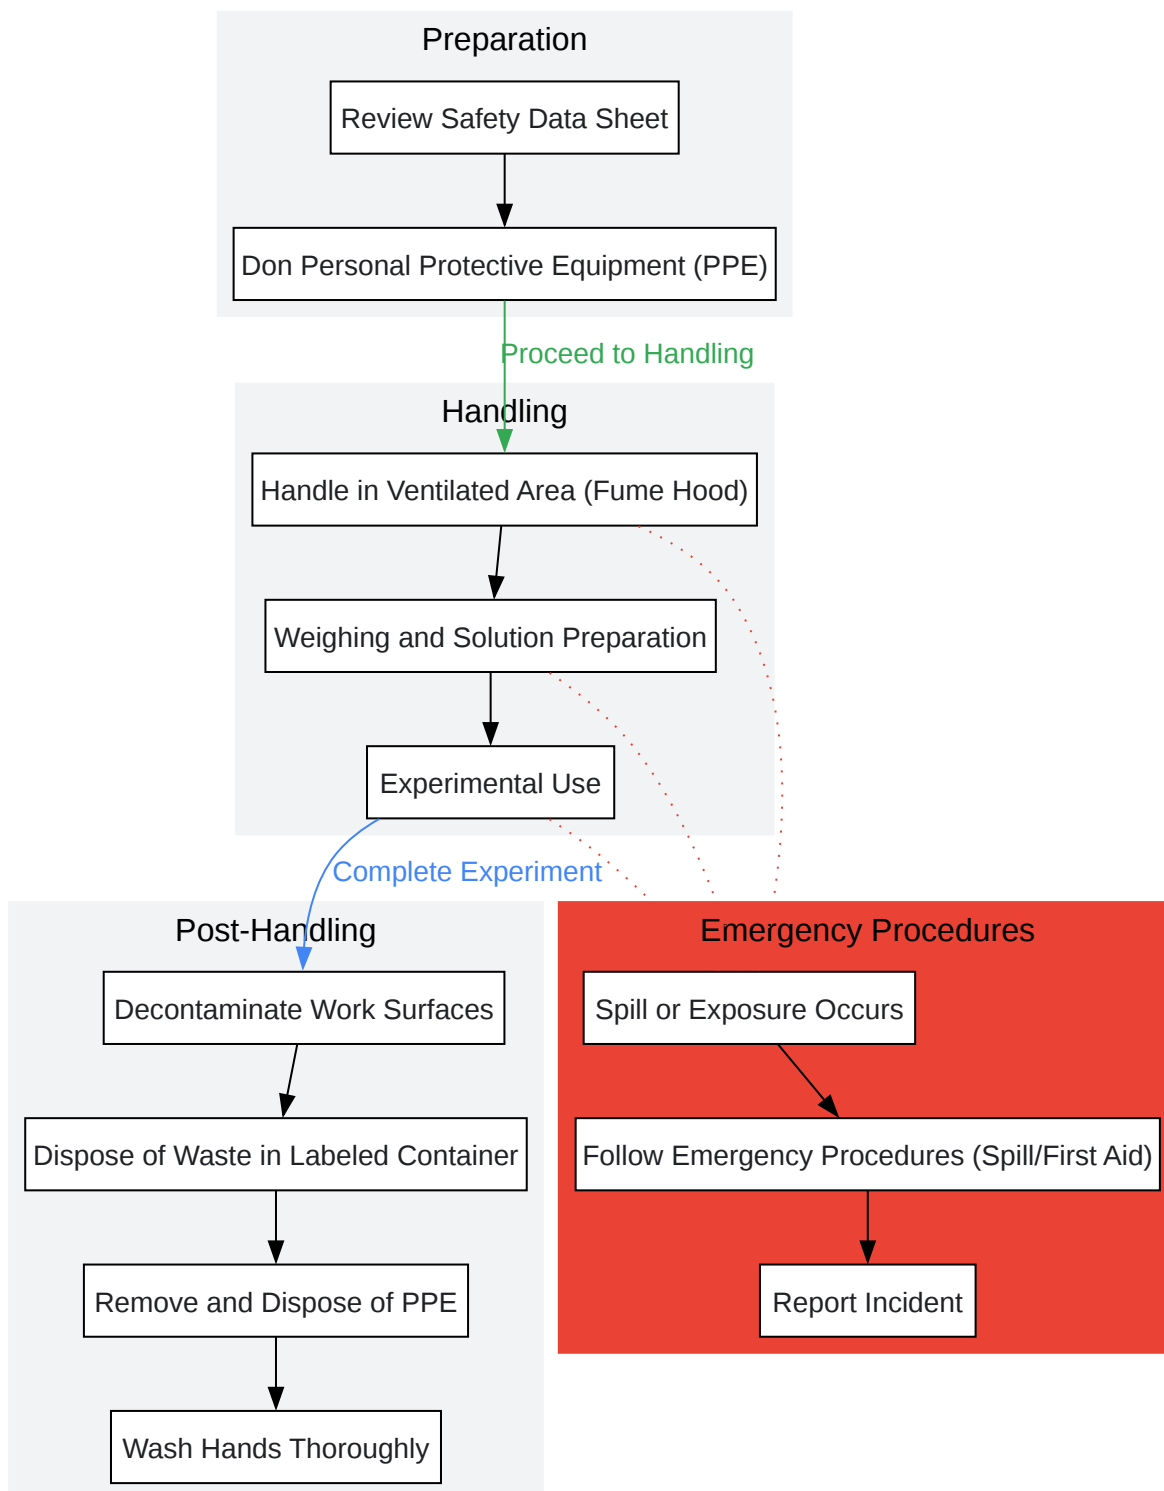 Preparation
Review Safety Data Sheet
Don Personal Protective Equipment (PPE)
Proceed to Handling
Handling
Handle in Ventilated Area (Fume Hood)
Weighing and Solution Preparation
Experimental Use
Complete Experiment
Post-Handling
Decontaminate Work Surfaces
Dispose of Waste in Labeled Container
Remove and Dispose of PPE
Wash Hands Thoroughly
Emergency Procedures
Spill or Exposure Occurs
Follow Emergency Procedures (Spill/First Aid)
Report Incident